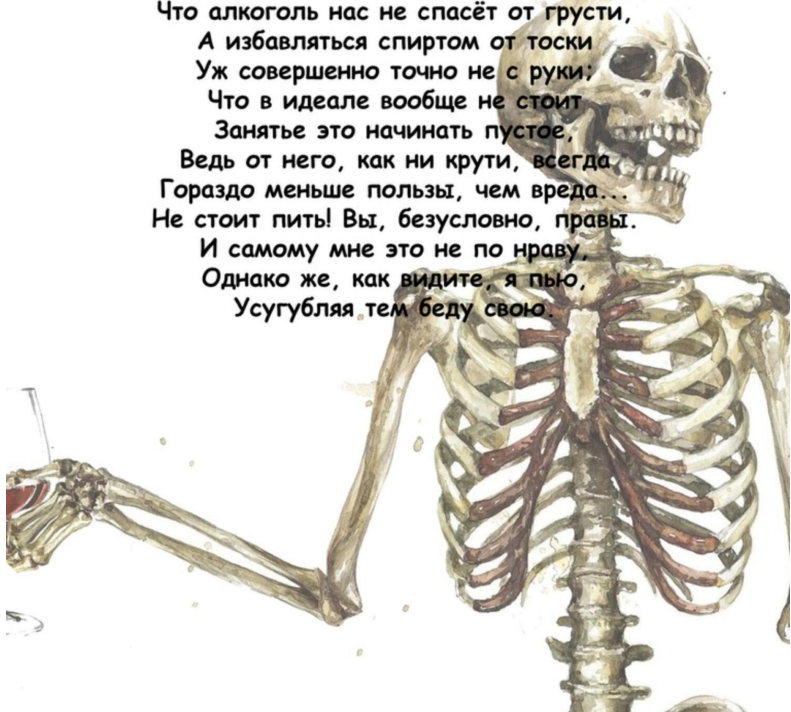 Что алкоголь нас не спасёт от грусти,
А избавляться спиртом от тоски
Уж совершенно точно не с руки;
Что в идеале вообще не стоит
Занятье это начинать пустое,
Ведь от него, как ни крути, всегда
Гораздо меньше пользы, чем вреда...
Не стоит пить! Вы, безусловно, правы.
И самому мне это не по нраву,
Однако же, как видите, я пью,
Усугубляя тем беду свою.